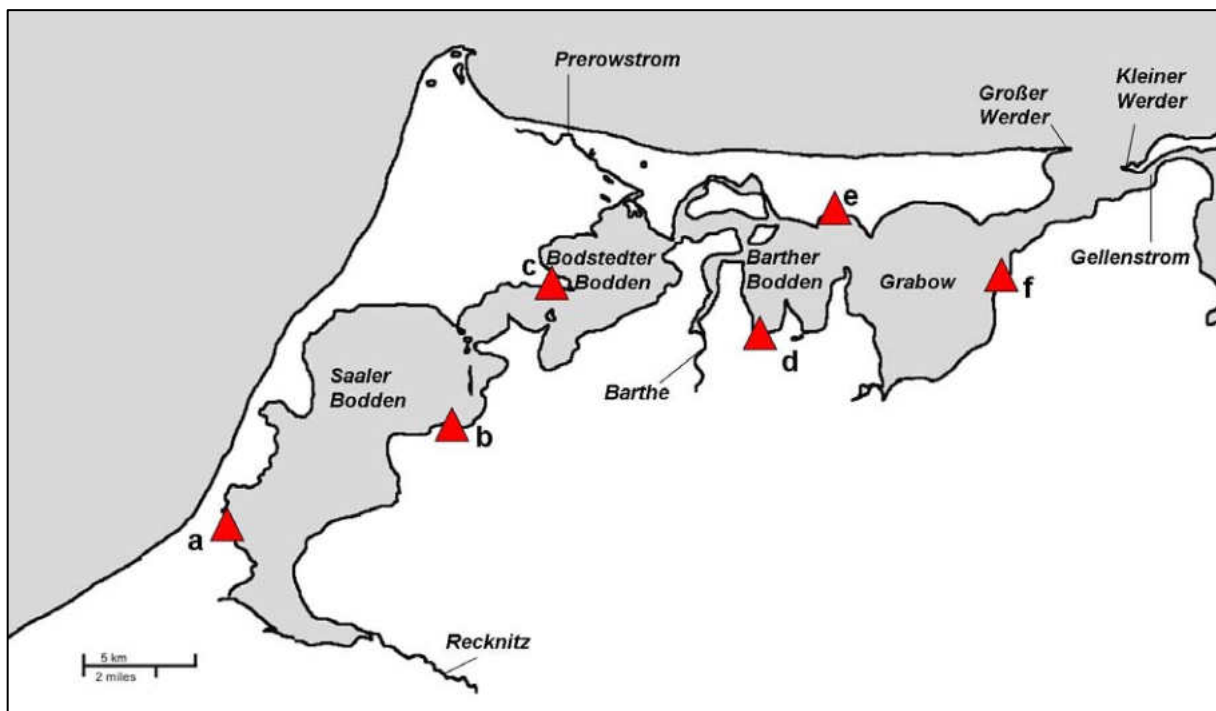 Prerowstrom
Kleiner
Werder
Großer
Werder
e
Bodstedter
Bodden
c
Barther
Bodden
Gellenstrom
Grabow
f
d
Saaler
Bodden
Barthe
b
a
Recknitz
5 km
2 miles